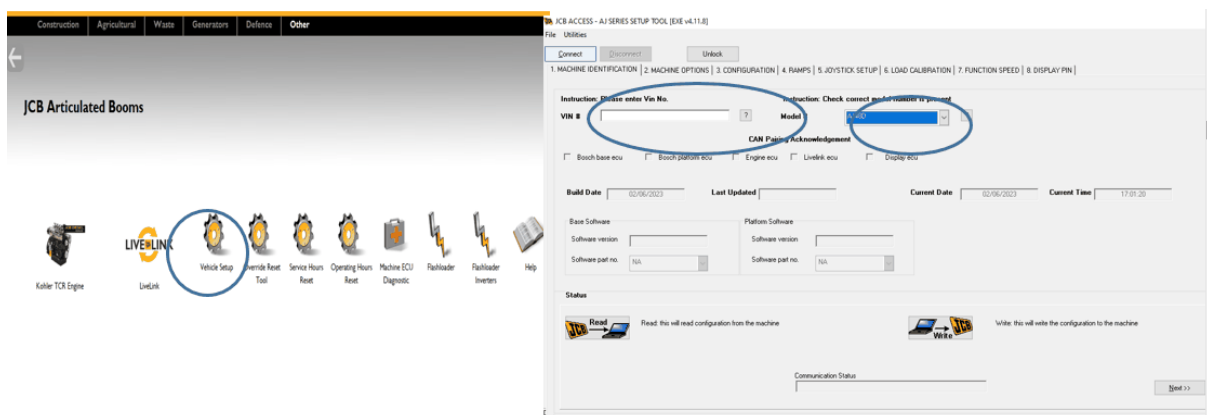 Construction Agricultural Waste Generators Defence Other
JCB Articulated Booms
Kohler TCR Engine
LIVELINK
LiveLink
Vehicle Setup
Override Reset Tool
Service Hours Reset
Operating Hours Reset
Machine ECU Diagnostic
Flashloader
Flashloader Inverters
Help
JCB ACCESS - AJ SERIES SETUP TOOL [EXE v4.11.8]
File Utilities
Connect Disconnect Unlock
1. MACHINE IDENTIFICATION 2. MACHINE OPTIONS 3. CONFIGURATION 4. RAMPS 5. JOYSTICK SETUP 6. LOAD CALIBRATION 7. FUNCTION SPEED 8. DISPLAY PIN
Instruction: Please enter Vin No. Instruction: Check correct model number is present
VIN # ? Model
CAN Pairing Acknowledgement
Bosch base ecu Bosch platform ecu Engine ecu Livelink ecu Display ecu
Build Date 02/06/2023 Last Updated Current Date 02/06/2023 Current Time 17:01:20
Base Software Platform Software
Software version Software version
Software part no. NA Software part no. NA
Status
JCB Read Read: this will read configuration from the machine Write JCB Write: this will write the configuration to the machine
Communication Status
Next >>